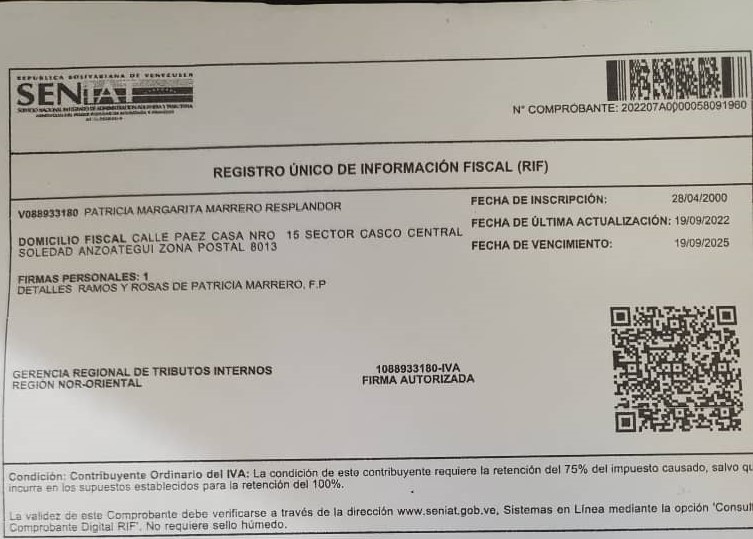 REPUBLICA BOLIVARIANA DE VENEZUELA
SENIAT
SERVICIO NACIONAL INTEGRADO DE ADMINISTRACION ADUANERA Y TRIBUTARIA
N° COMPROBANTE: 202207A0000058091960
REGISTRO ÚNICO DE INFORMACIÓN FISCAL (RIF)
V088933180 PATRICIA MARGARITA MARRERO RESPLANDOR
FECHA DE INSCRIPCIÓN: 28/04/2000
FECHA DE ÚLTIMA ACTUALIZACIÓN: 19/09/2022
FECHA DE VENCIMIENTO: 19/09/2025
DOMICILIO FISCAL CALLE PAEZ CASA NRO 15 SECTOR CASCO CENTRAL
SOLEDAD ANZOATEGUI ZONA POSTAL 8013
FIRMAS PERSONALES: 1
DETALLES RAMOS Y ROSAS DE PATRICIA MARRERO, F.P
GERENCIA REGIONAL DE TRIBUTOS INTERNOS
REGIÓN NOR-ORIENTAL
1088933180-IVA
FIRMA AUTORIZADA
Condición: Contribuyente Ordinario del IVA: La condición de este contribuyente requiere la retención del 75% del impuesto causado, salvo qu
incurra en los supuestos establecidos para la retención del 100%.
La validez de este Comprobante debe verificarse a través de la dirección www.seniat.gob.ve, Sistemas en Línea mediante la opción 'Consul
Comprobante Digital RIF'. No requiere sello húmedo.